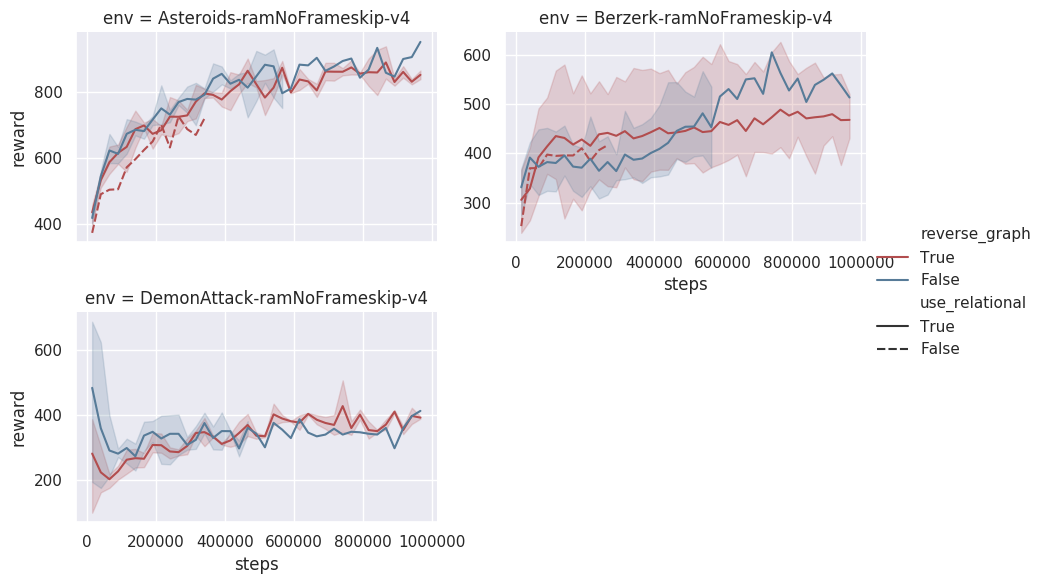 env = Asteroids-ramNoFrameskip-v4
800
600
400
reward
env = Berzerk-ramNoFrameskip-v4
600
500
400
300
0
200000
400000
600000
800000
1000000
steps
reverse_graph
True
False
use_relational
True
False
env = DemonAttack-ramNoFrameskip-v4
600
400
200
reward
0
200000
400000
600000
800000
1000000
steps